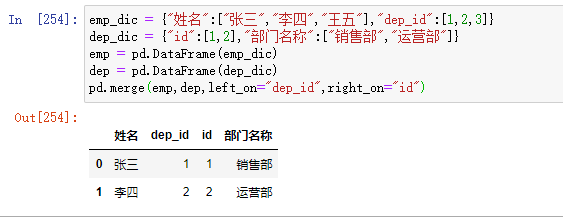 In [254]: emp_dic = {"姓名":["张三","李四","王五"],"dep_id":[1,2,3]}
dep_dic = {"id":[1,2],"部门名称":["销售部","运营部"]}
emp = pd.DataFrame(emp_dic)
dep = pd.DataFrame(dep_dic)
pd.merge(emp,dep,left_on="dep_id",right_on="id")
Out[254]:
姓名 dep_id id 部门名称
0 张三 1 1 销售部
1 李四 2 2 运营部